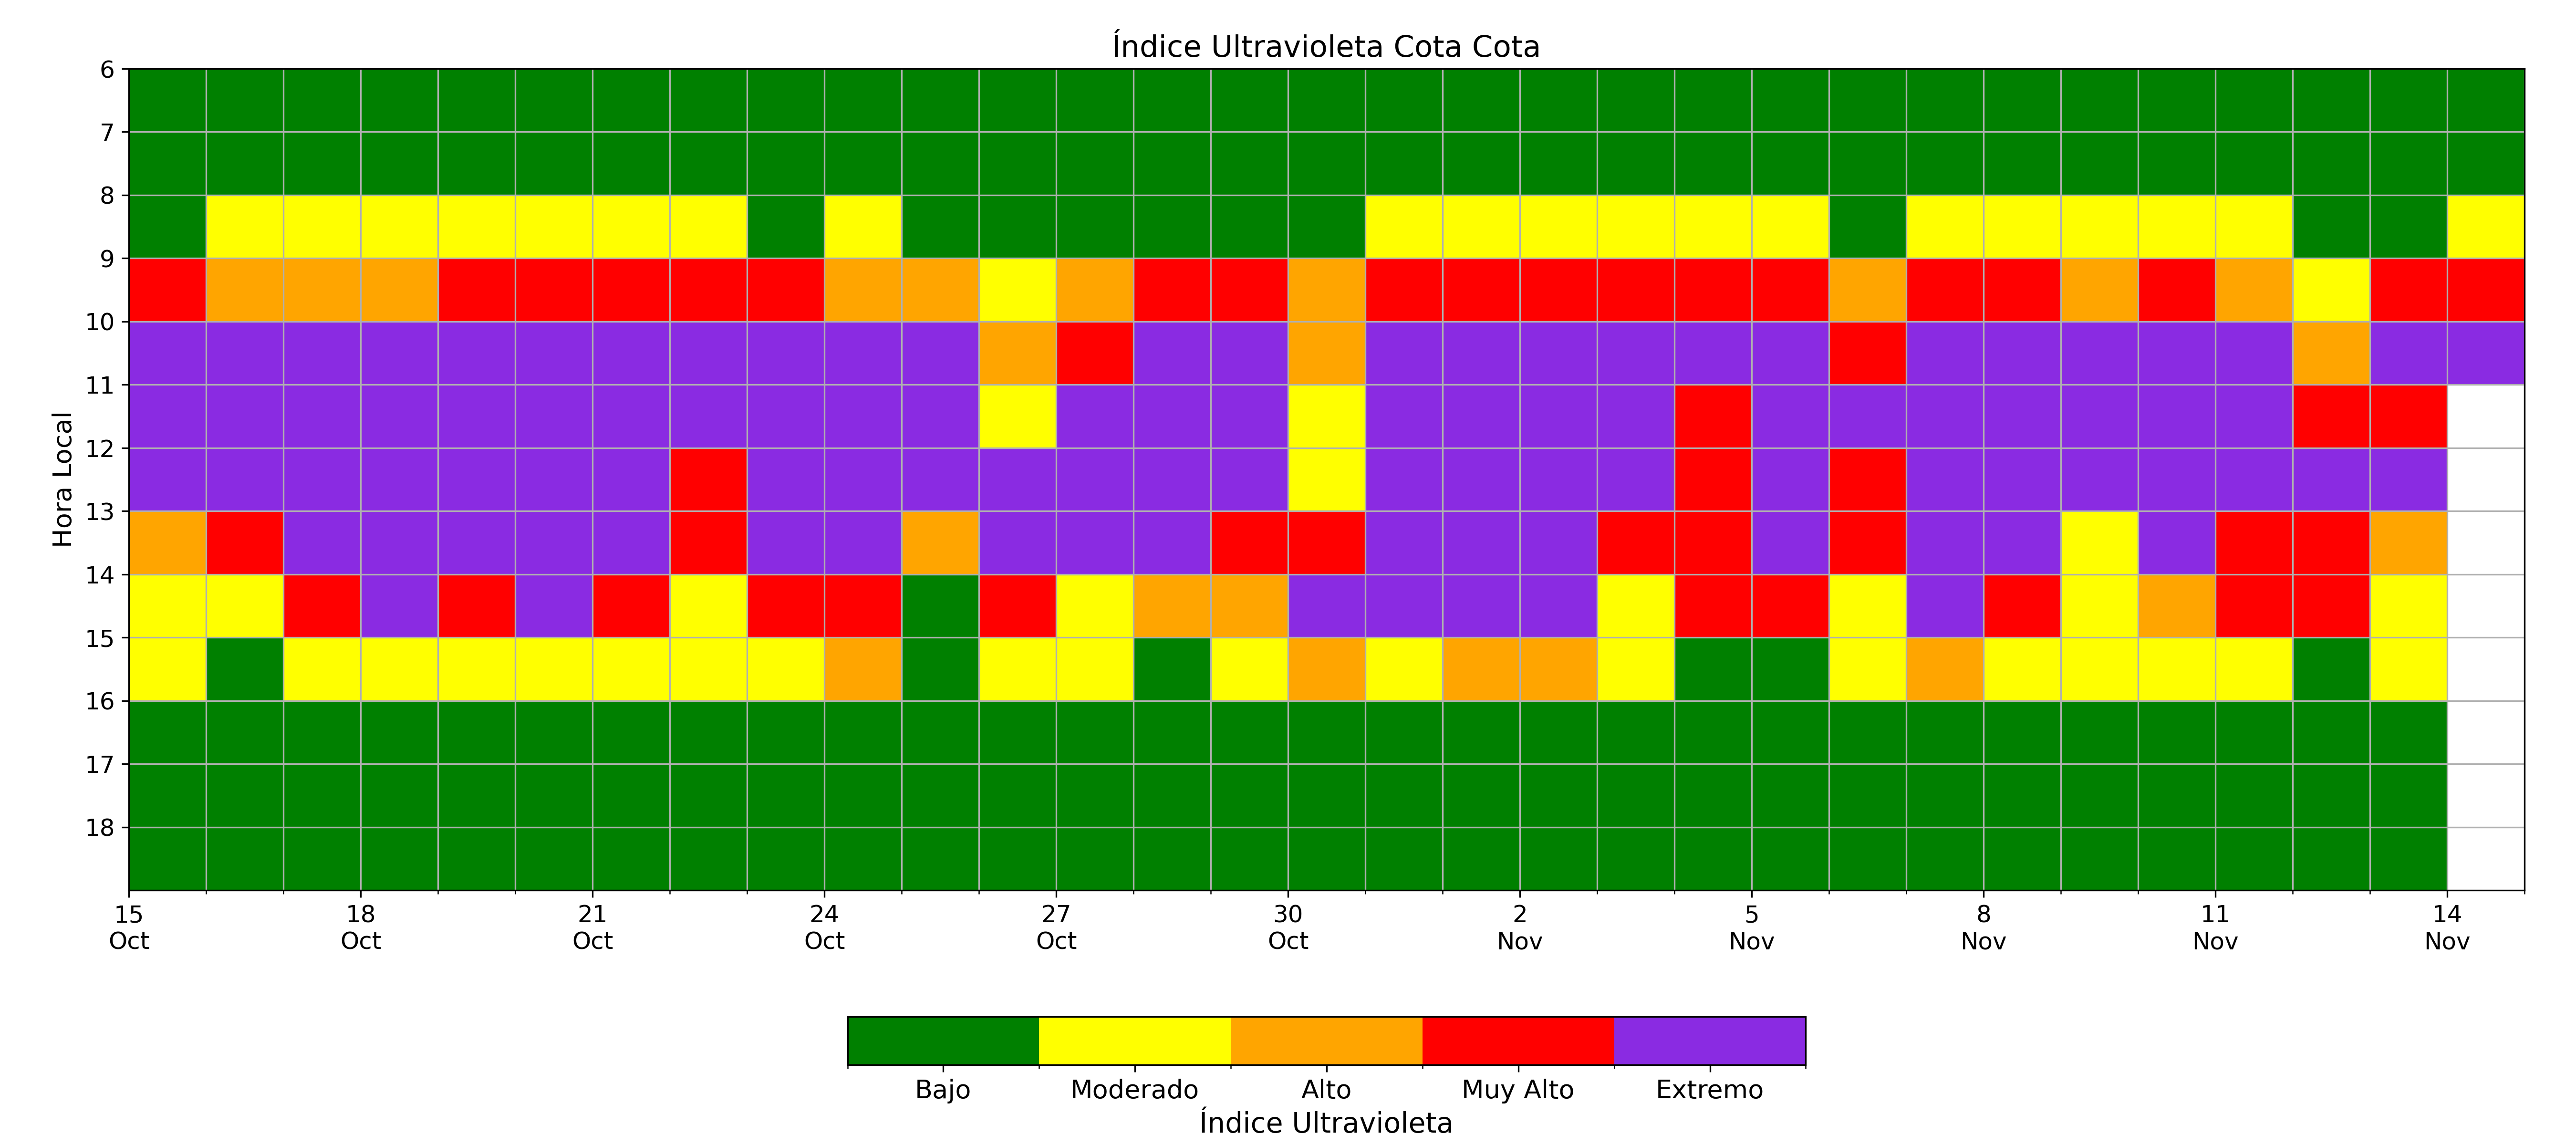 Índice Ultravioleta Cota Cota
Hora Local
6
7
8
9
10
11
12
13
14
15
16
17
18
15 18 21 24 27 30 2 5 8 11 14
Oct Oct Oct Oct Oct Oct Nov Nov Nov Nov Nov
Bajo Moderado Alto Muy Alto Extremo
Índice Ultravioleta